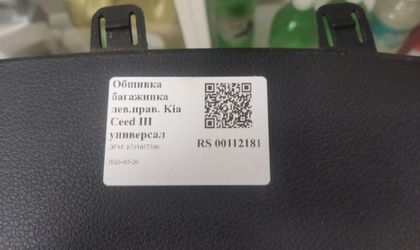 Обшивка
багажника
лев.прав. Kia
Ceed III
универсал
RS 00112181